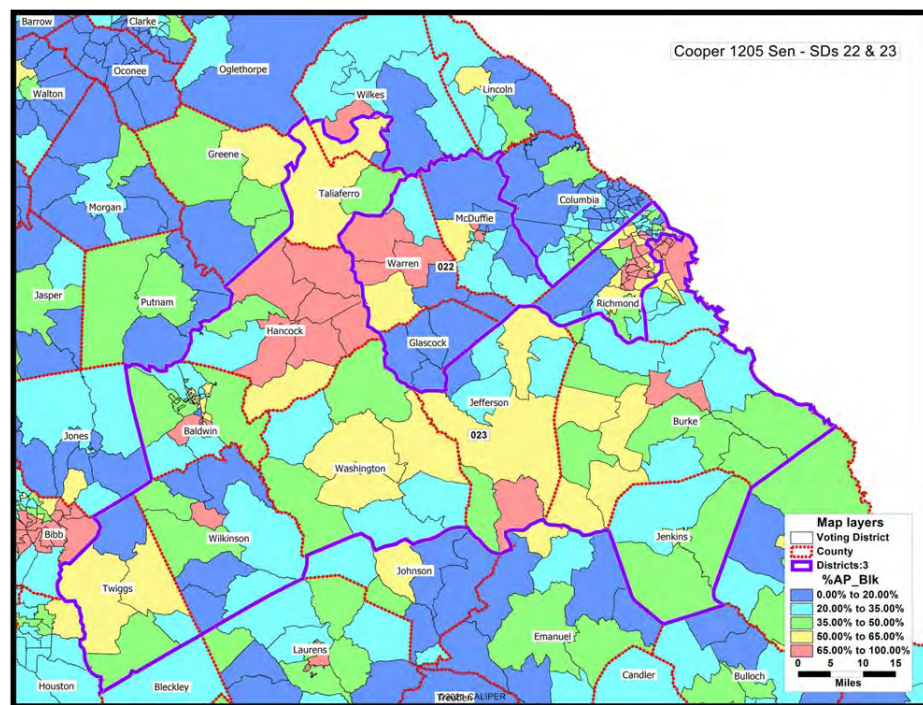 Cooper 1205 Sen - SDs 22 & 23
Barrow
Clarke
Oconee
Oglethorpe
Walton
Wilkes
Lincoln
Greene
Taliaferro
Morgan
McDuffie
Columbia
Warren
022
Jasper
Putnam
Hancock
Richmond
Glascock
Jefferson
023
Burke
Jones
Baldwin
Washington
Bibb
Wilkinson
Jenkins
Twiggs
Johnson
Laurens
Emanuel
Houston
Bleckley
Candler
Bulloch
Treutlen
CALIPER
Map layers
Voting District
County
Districts:3
%AP_Blk
0.00% to 20.00%
20.00% to 35.00%
35.00% to 50.00%
50.00% to 65.00%
65.00% to 100.00%
0 5 10 15
Miles